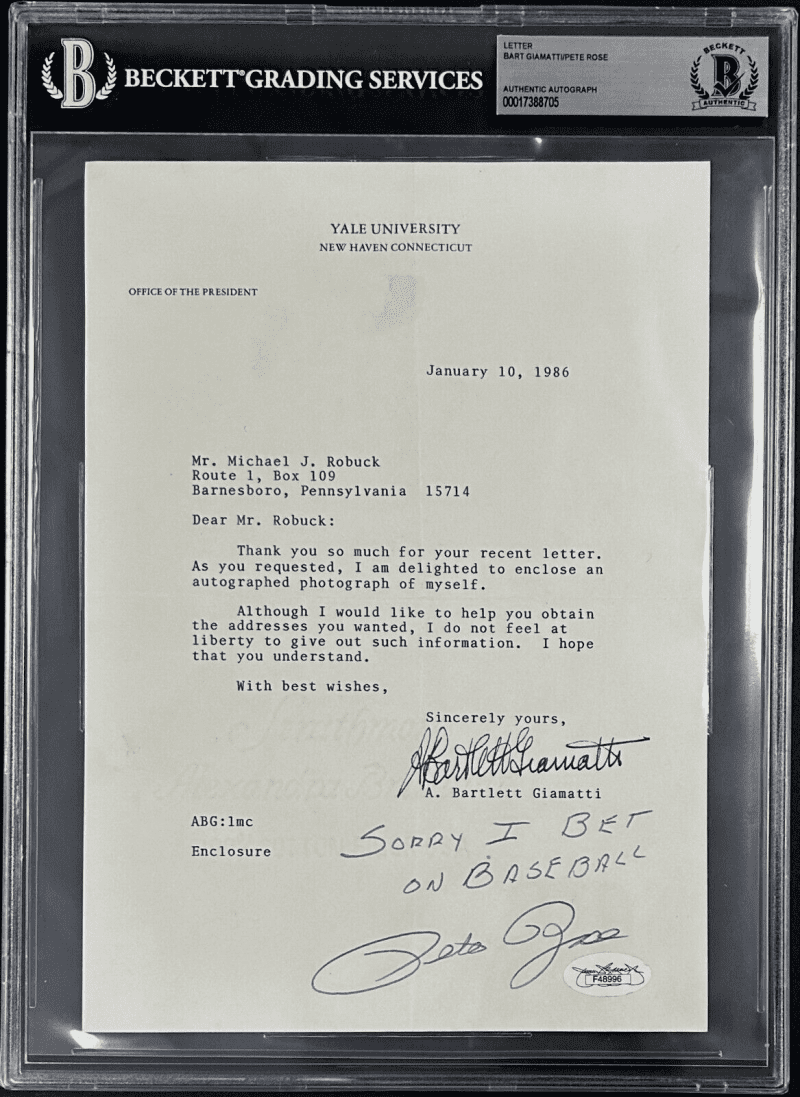 B BECKETT® GRADING SERVICES
LETTER
BART GIAMATTI/PETE ROSE
AUTHENTIC AUTOGRAPH
00017388705
BECKETT
B
AUTHENTIC
YALE UNIVERSITY
NEW HAVEN CONNECTICUT
OFFICE OF THE PRESIDENT
January 10, 1986
Mr. Michael J. Robuck
Route 1, Box 109
Barnesboro, Pennsylvania 15714
Dear Mr. Robuck:
Thank you so much for your recent letter.
As you requested, I am delighted to enclose an
autographed photograph of myself.
Although I would like to help you obtain
the addresses you wanted, I do not feel at
liberty to give out such information. I hope
that you understand.
With best wishes,
Sincerely yours,
A Bartlett Giamatti
A. Bartlett Giamatti
ABG:lmc
Enclosure
SORRY I BET
ON BASEBALL
Pete Rose
F48996